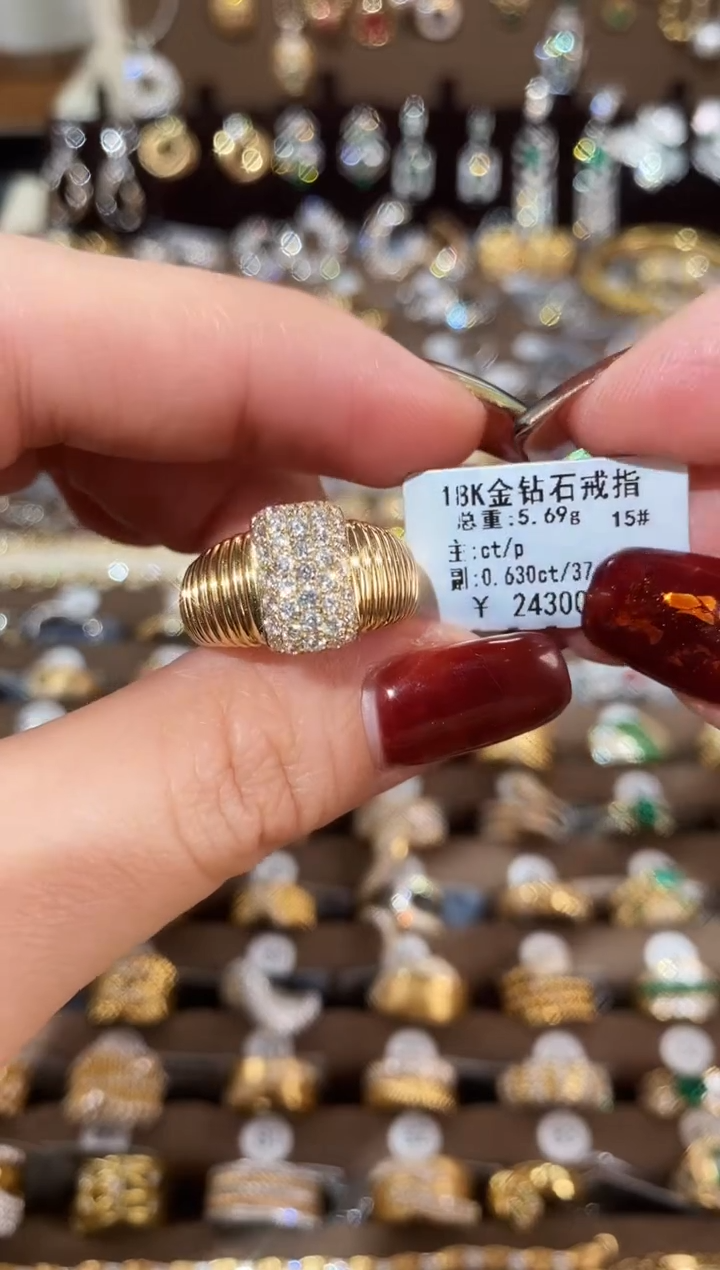 18K金钻石戒指
总重:5.69g 15#
主:ct/p
副:0.630ct/37
¥ 24300